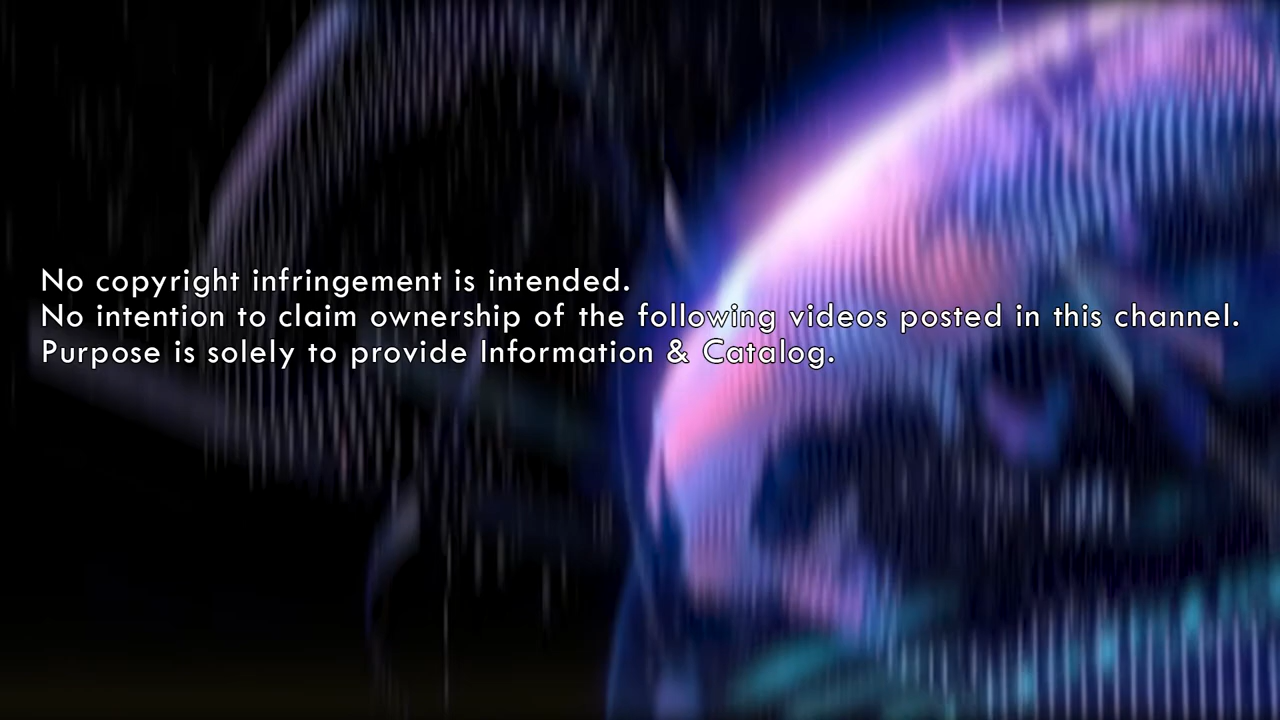 No copyright infringement is intended.
No intention to claim ownership of the following videos posted in this channel.
Purpose is solely to provide Information & Catalog.